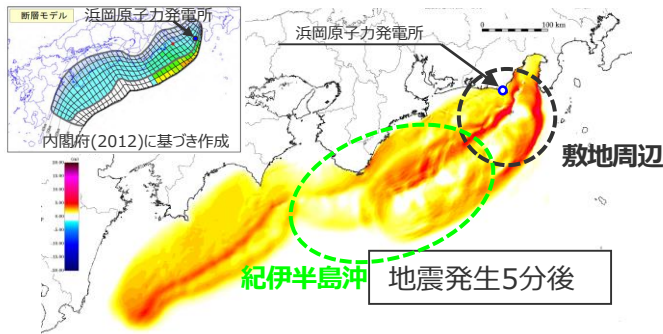 断層モデル
浜岡原子力発電所
内閣府(2012)に基づき作成
0 100 km
浜岡原子力発電所
敷地周辺
紀伊半島沖
地震発生5分後